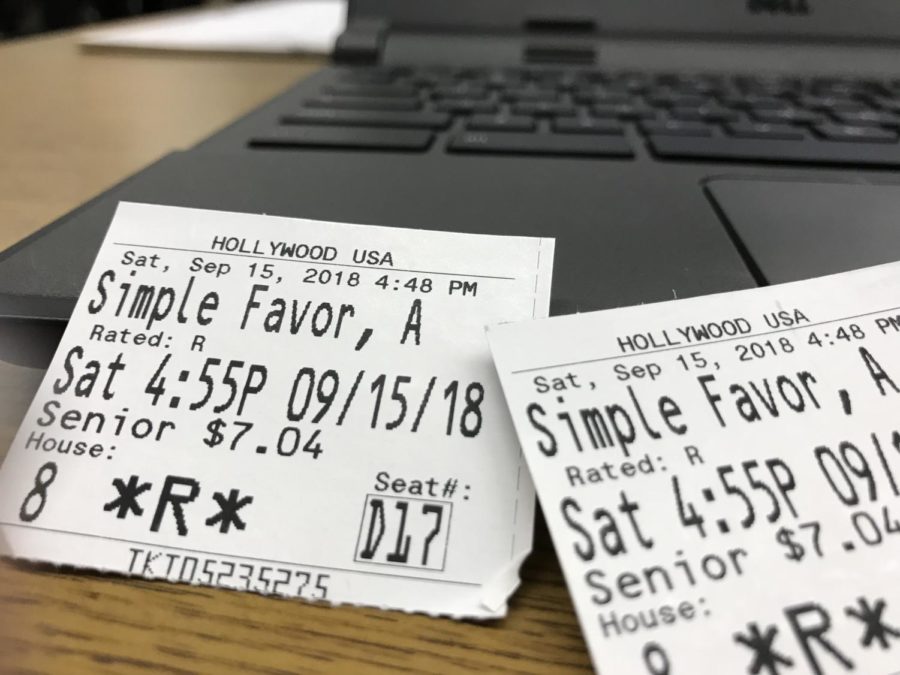 DELL
HOLLYWOOD USA
Sat, Sep 15, 2018 4:48 PM
Simple Favor, A
Rated: R
Sat 4:55P 09/15/18
Senior $7.04
House:
Seat#:
8 *R* D17
TKT05235275
HOLLYWOOD USA
Sat, Sep 15, 2018 4:48 PM
Simple Favor, A
Rated: R
Sat 4:55P 09/1
Senior $7.04
House:
*R*